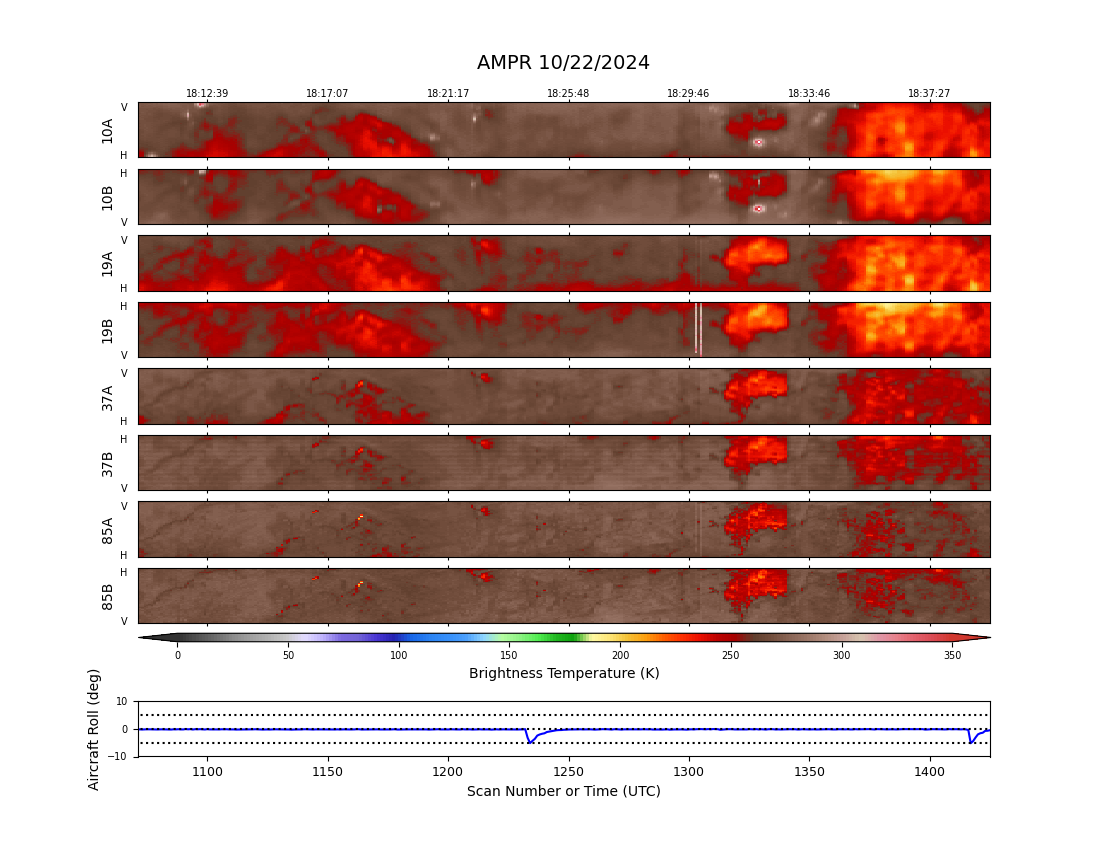 AMPR 10/22/2024
18:12:39 18:17:07 18:21:17 18:25:48 18:29:46 18:33:46 18:37:27
V
10A
H
H
10B
V
V
19A
H
H
19B
V
V
37A
H
H
37B
V
V
85A
H
H
85B
V
0 50 100 150 200 250 300 350
Brightness Temperature (K)
Aircraft Roll (deg)
10
0
−10
1100 1150 1200 1250 1300 1350 1400
Scan Number or Time (UTC)